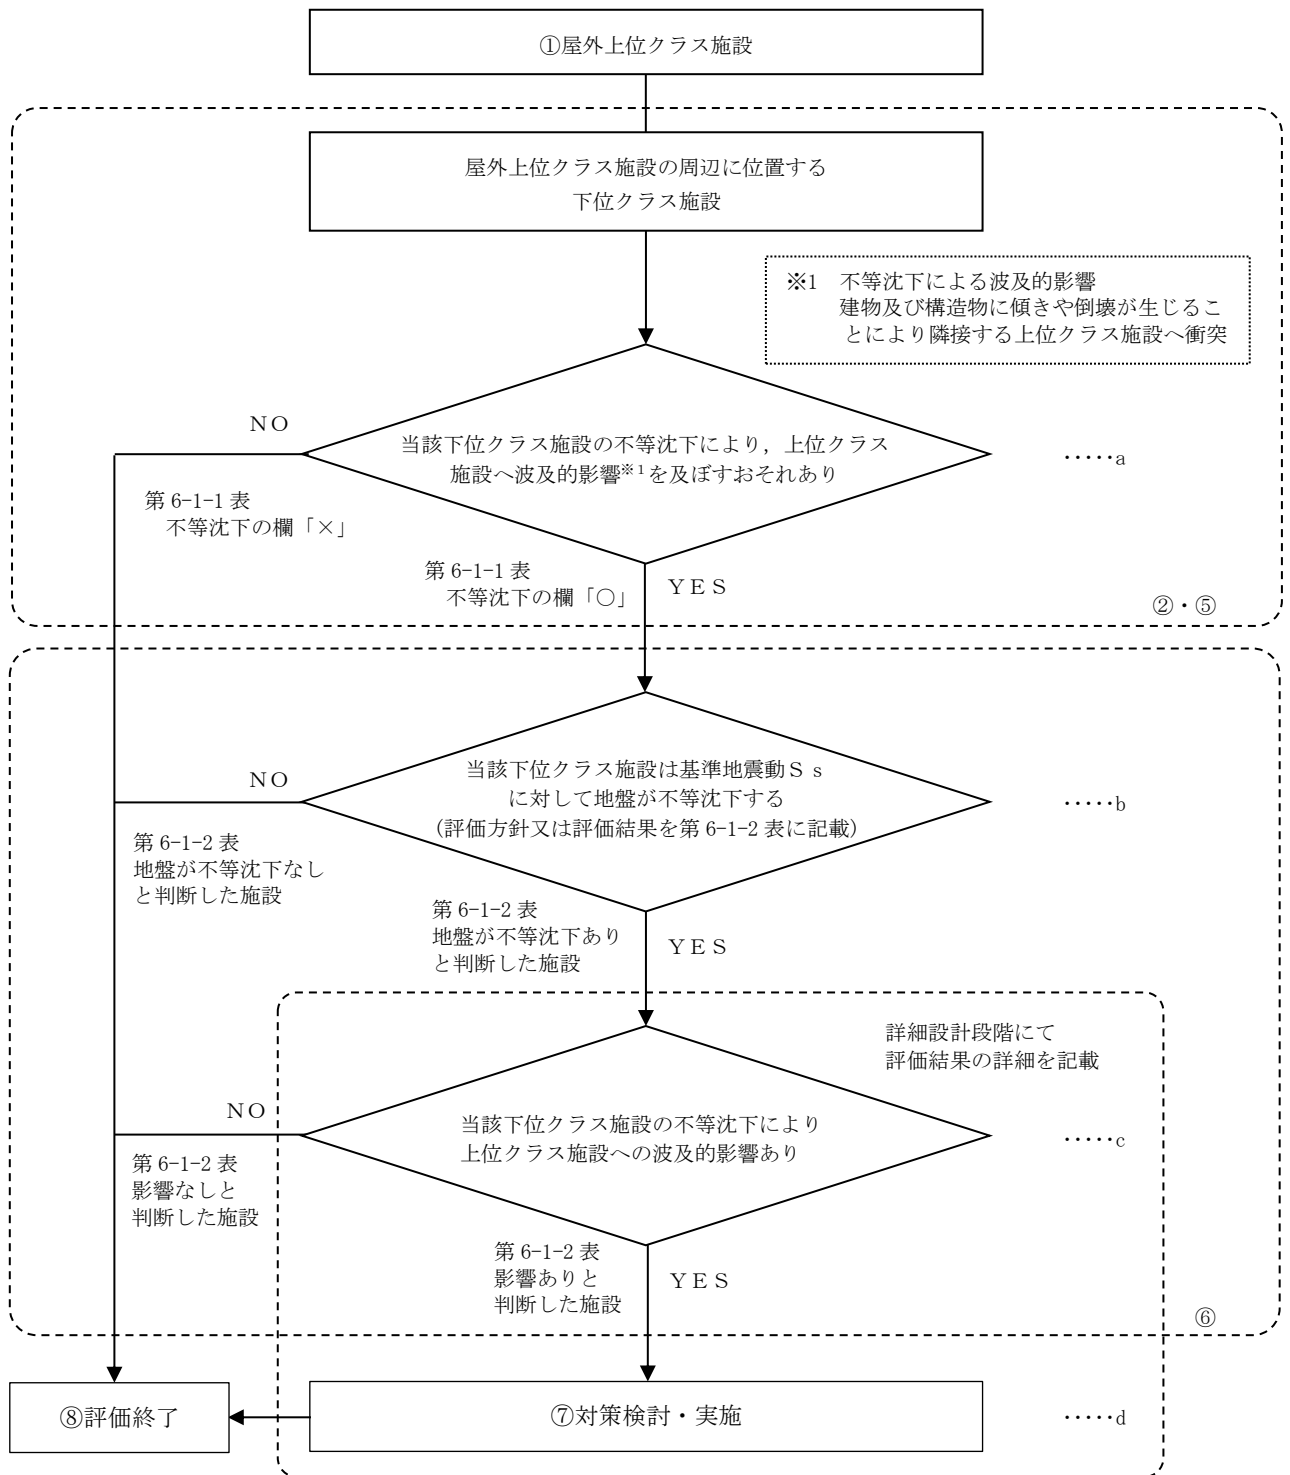 ①屋外上位クラス施設
屋外上位クラス施設の周辺に位置する
下位クラス施設
※1　不等沈下による波及的影響
建物及び構造物に傾きや倒壊が生じるこ
とにより隣接する上位クラス施設へ衝突
NO
当該下位クラス施設の不等沈下により，上位クラス
施設へ波及的影響※1を及ぼすおそれあり
‥‥‥a
第 6-1-1 表
不等沈下の欄「×」
第 6-1-1 表
不等沈下の欄「○」
ＹＥＳ
②・⑤
NO
当該下位クラス施設は基準地震動Ｓｓ
に対して地盤が不等沈下する
（評価方針又は評価結果を第 6-1-2 表に記載）
‥‥‥b
第 6-1-2 表
地盤が不等沈下なし
と判断した施設
第 6-1-2 表
地盤が不等沈下あり
と判断した施設
ＹＥＳ
詳細設計段階にて
評価結果の詳細を記載
NO
当該下位クラス施設の不等沈下により
上位クラス施設への波及的影響あり
‥‥‥c
第 6-1-2 表
影響なしと
判断した施設
第 6-1-2 表
影響ありと
判断した施設
ＹＥＳ
⑥
⑧評価終了
⑦対策検討・実施
‥‥‥d